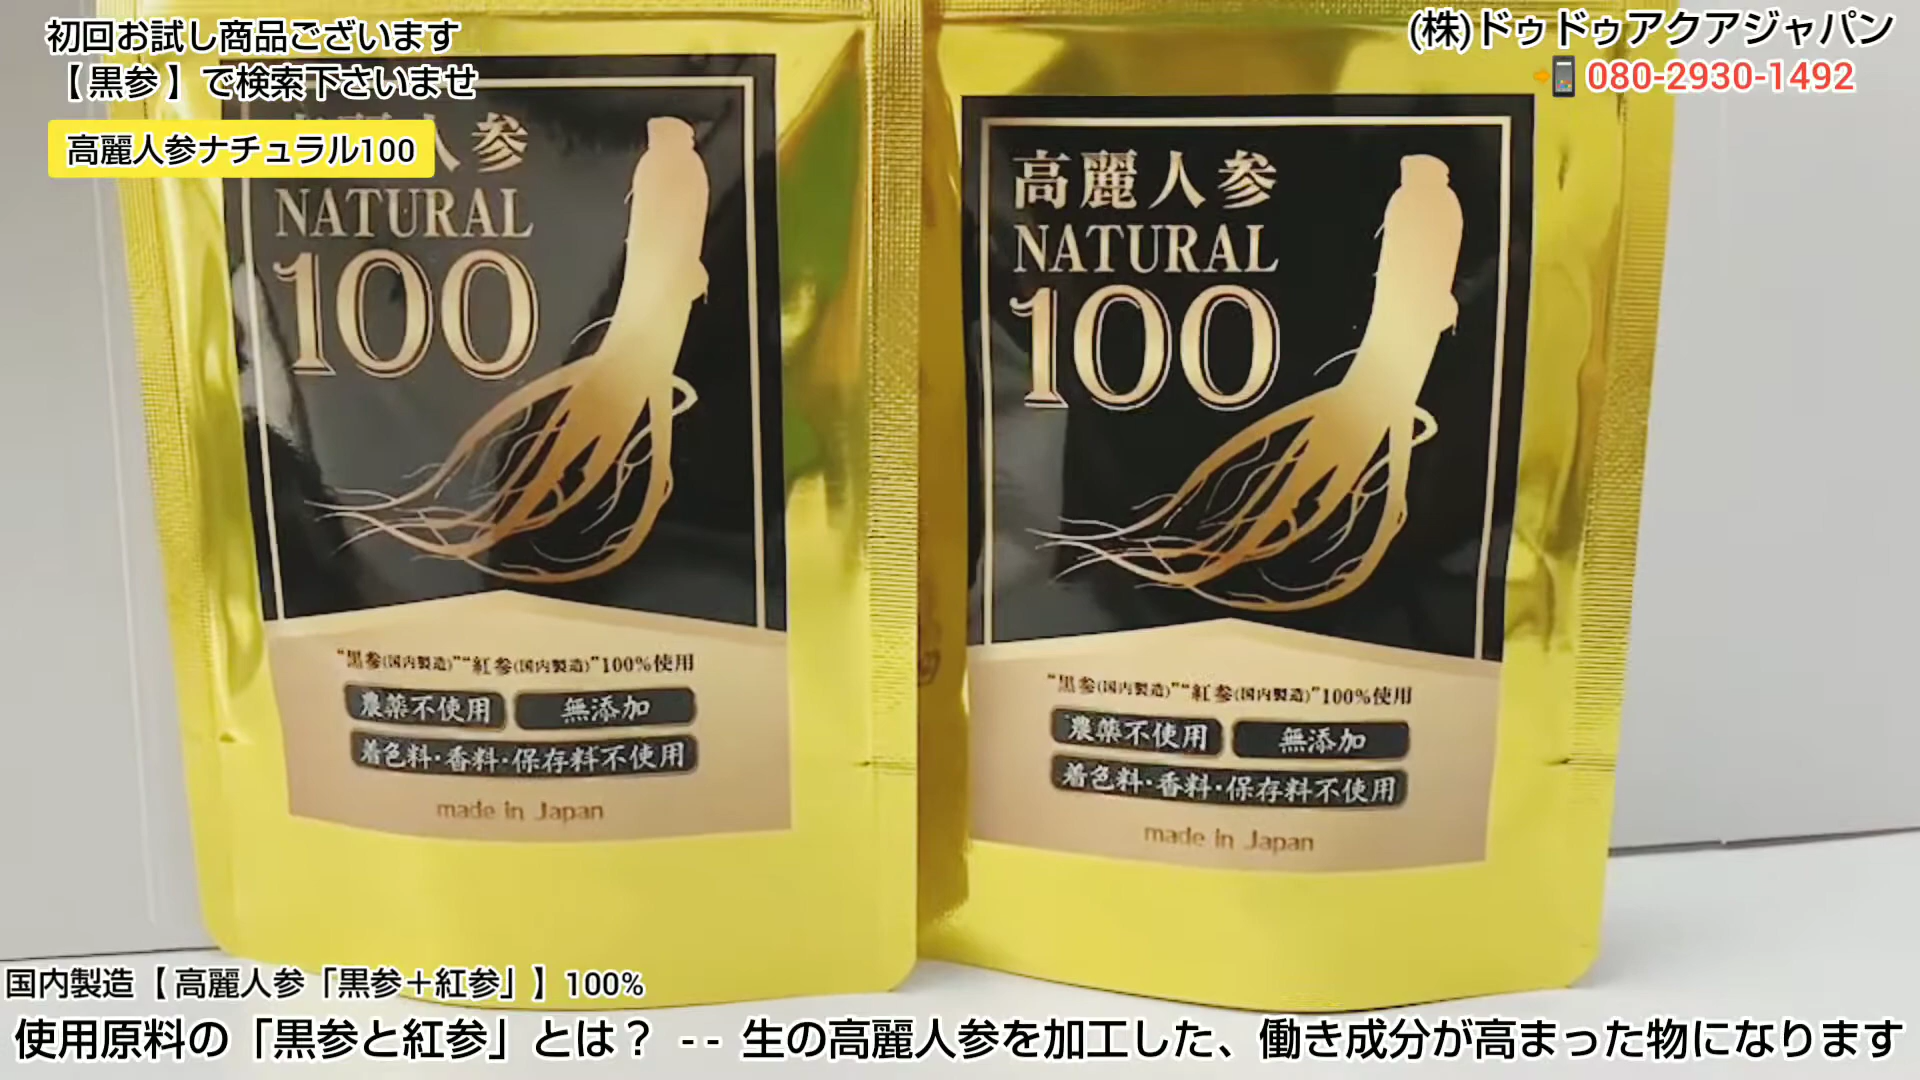 初回お試し商品ございます
【 黒参 】 で検索下さいませ
高麗人参ナチュラル100
(株)ドゥドゥアクアジャパン
080-2930-1492
人参
NATURAL
100
"黒参(国内製造)""紅参(国内製造)"100%使用
農薬不使用 無添加
着色料・香料・保存料不使用
made in Japan
高麗人参
NATURAL
100
"黒参(国内製造)""紅参(国内製造)"100%使用
農薬不使用 無添加
着色料・香料・保存料不使用
made in Japan
国内製造 【 高麗人参「黒参＋紅参」】 100%
使用原料の「黒参と紅参」とは？ -- 生の高麗人参を加工した、働き成分が高まった物になります